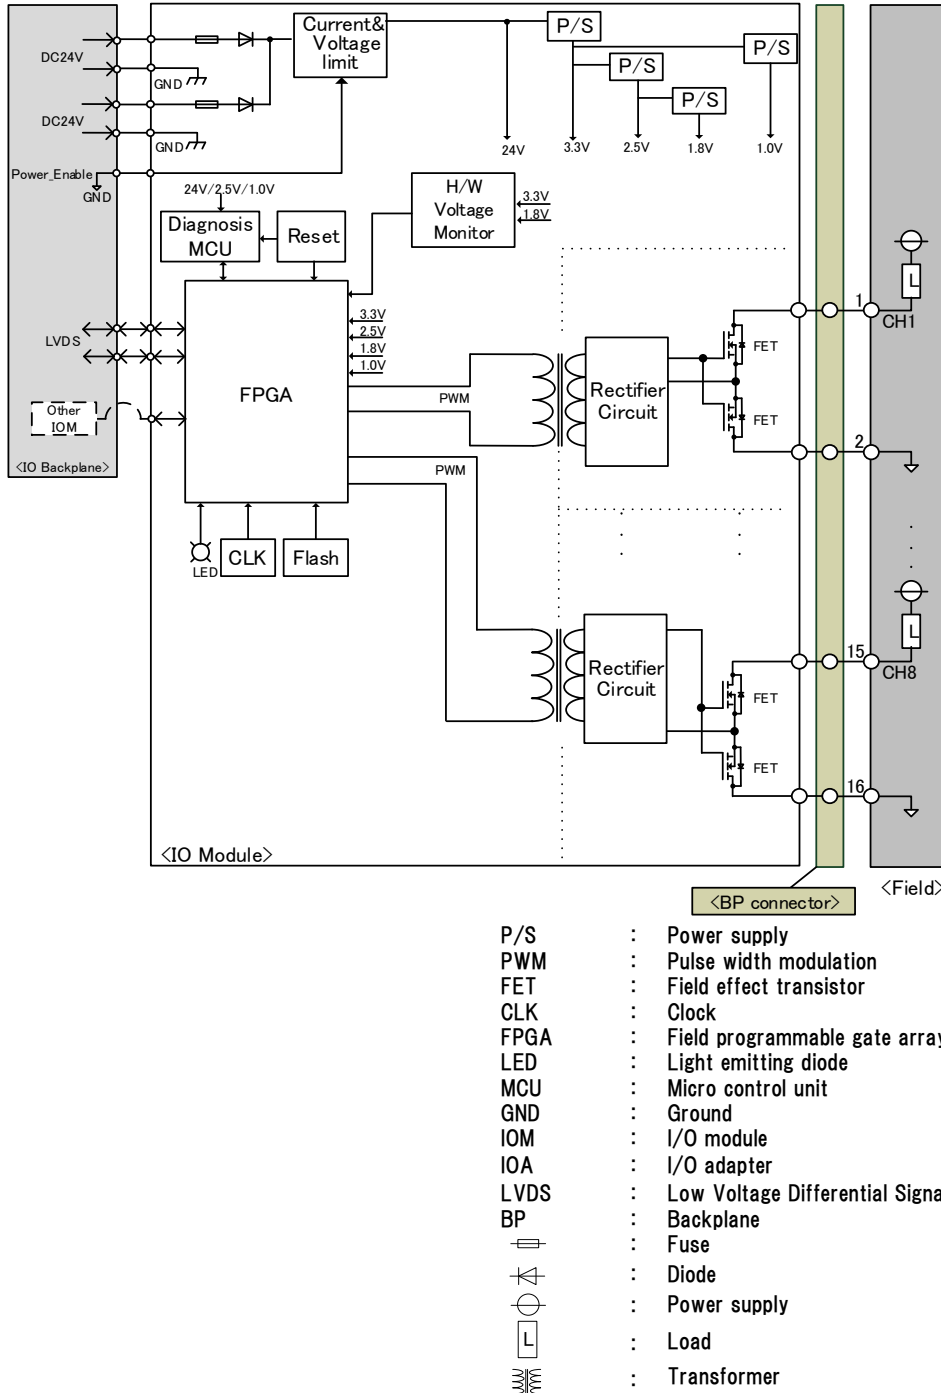 Current&
Voltage
limit
P/S
P/S
P/S
P/S
DC24V
GND
DC24V
GND
24V
3.3V
2.5V
1.8V
1.0V
Power_Enable
GND
24V/2.5V/1.0V
H/W
Voltage
Monitor
3.3V
1.8V
Diagnosis
MCU
Reset
L
1
CH1
3.3V
2.5V
1.8V
1.0V
LVDS
FPGA
PWM
Rectifier
Circuit
FET
FET
Other
IOM
2
<IO Backplane>
PWM
LED
CLK
Flash
L
15
CH8
Rectifier
Circuit
FET
FET
16
<IO Module>
<BP connector>
<Field>
P/S : Power supply
PWM : Pulse width modulation
FET : Field effect transistor
CLK : Clock
FPGA : Field programmable gate array
LED : Light emitting diode
MCU : Micro control unit
GND : Ground
IOM : I/O module
IOA : I/O adapter
LVDS : Low Voltage Differential Signa
BP : Backplane
: Fuse
: Diode
: Power supply
L : Load
: Transformer